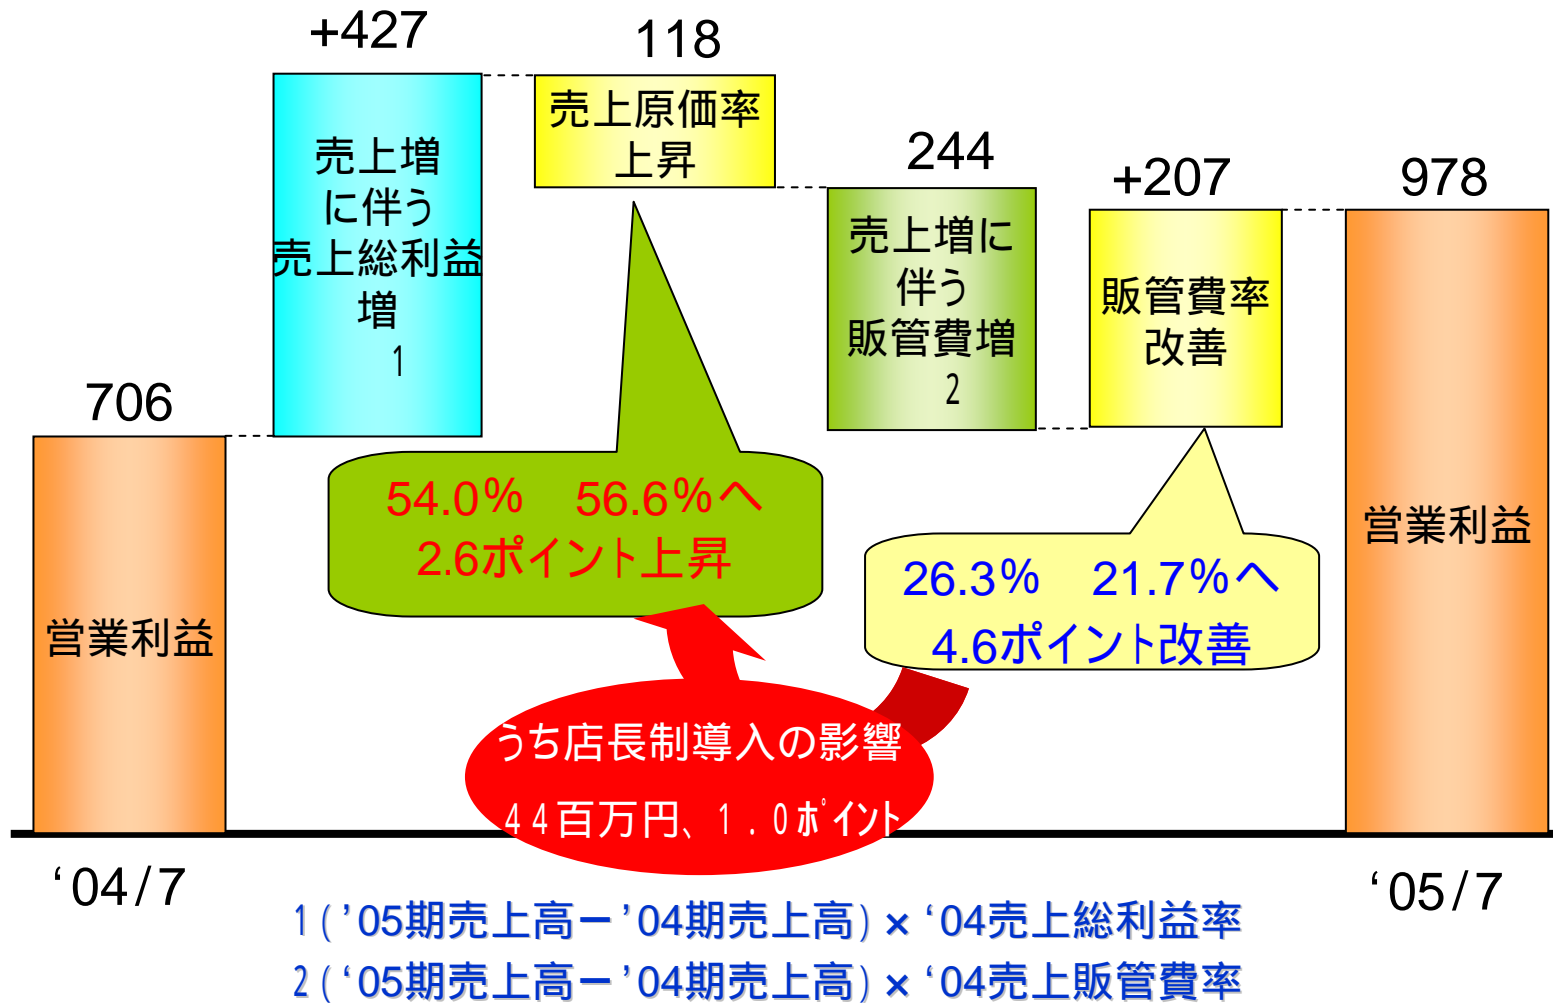 +427
118
売上原価率
上昇
売上増
に伴う
売上総利益
増
1
244
売上増に
伴う
販管費増
2
+207
販管費率
改善
978
営業利益
706
営業利益
54.0％　56.6％へ
2.6ポイント上昇
26.3％　21.7％へ
4.6ポイント改善
うち店長制導入の影響
４４百万円、１．０ﾎﾟｲﾝﾄ
‘04/7
‘05/7
1（’05期売上高ー’04期売上高）×‘04売上総利益率
2（‘05期売上高ー’04期売上高）×‘04売上販管費率